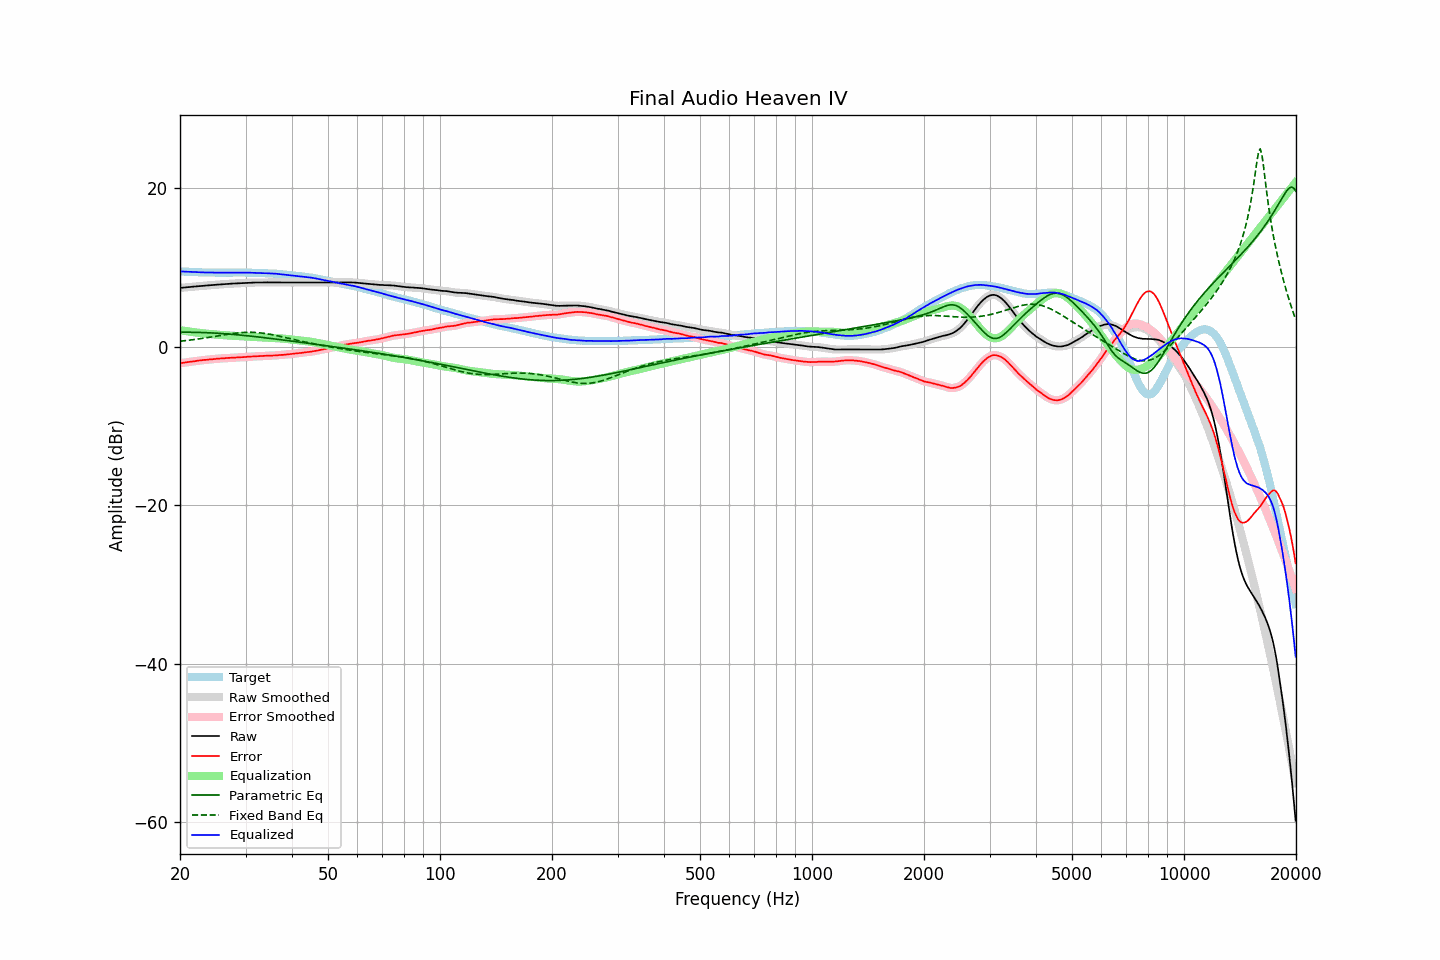 Final Audio Heaven IV
Amplitude (dBr)
20
0
−20
−40
−60
Target
Raw Smoothed
Error Smoothed
Raw
Error
Equalization
Parametric Eq
Fixed Band Eq
Equalized
20 50 100 200 500 1000 2000 5000 10000 20000
Frequency (Hz)